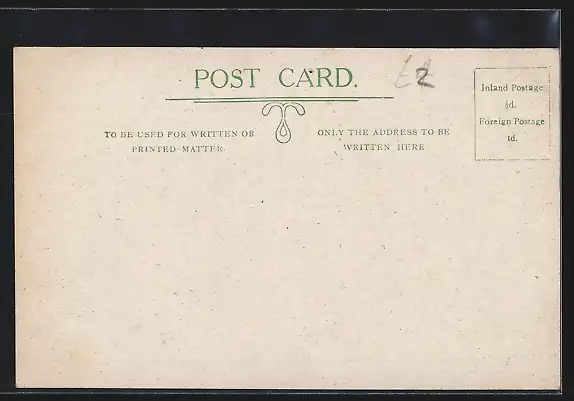 POST CARD.
£2
TO BE USED FOR WRITTEN OR
PRINTED MATTER.
ONLY THE ADDRESS TO BE
WRITTEN HERE
Inland Postage
½d.
Foreign Postage
1d.